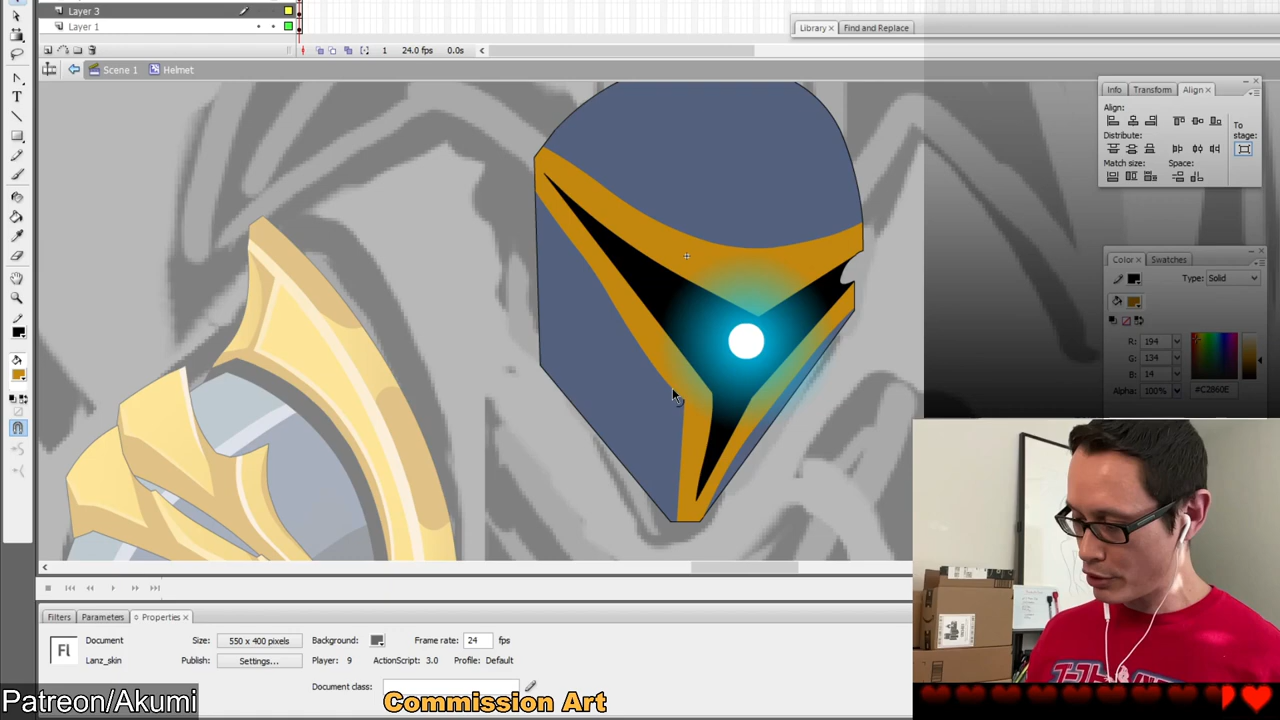 Layer 3
Layer 1
1 24.0 fps 0.0s
Library Find and Replace
Scene 1 Helmet
Info Transform Align
Align:
To stage:
Distribute:
Match size: Space:
Color Swatches
Type: Solid
R: 194
G: 134
B: 14
Alpha: 100% #C2860E
Filters Parameters Properties
Fl
Document
Lanz_skin
Size: 550 x 400 pixels
Background:
Frame rate: 24 fps
Publish: Settings...
Player: 9 ActionScript: 3.0 Profile: Default
Document class:
Patreon/Akumi
Commission Art